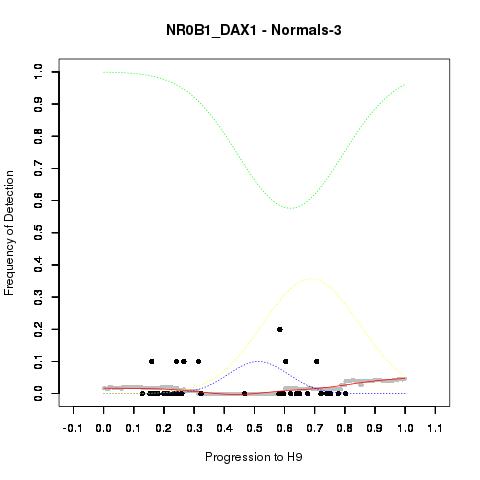 NR0B1_DAX1 - Normals-3
Frequency of Detection
1.0
0.9
0.8
0.7
0.6
0.5
0.4
0.3
0.2
0.1
0.0
-0.1 0.0 0.1 0.2 0.3 0.4 0.5 0.6 0.7 0.8 0.9 1.0 1.1
Progression to H9